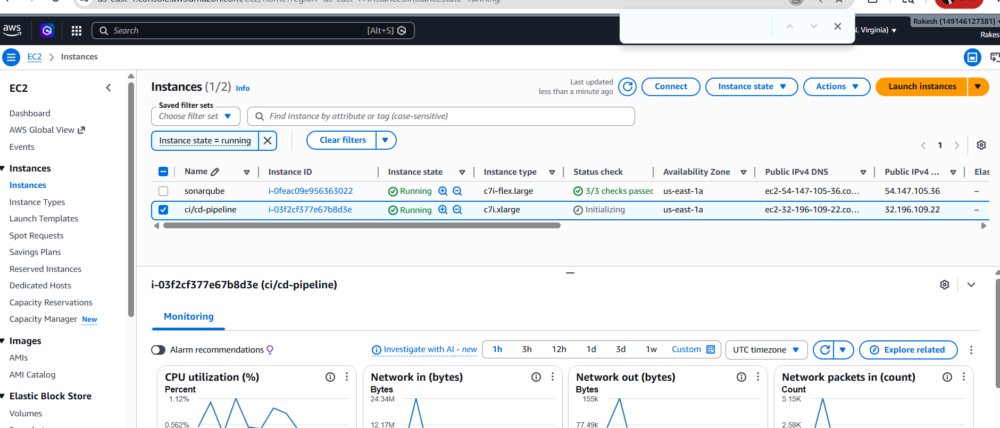 aws
Search
[Alt+S]
Virginia)
Rakesh (149146127381)
EC2
Instances
EC2
Dashboard
AWS Global View
Events
Instances
Instances
Instance Types
Launch Templates
Spot Requests
Savings Plans
Reserved Instances
Dedicated Hosts
Capacity Reservations
Capacity Manager New
Images
AMIs
AMI Catalog
Elastic Block Store
Volumes
Instances (1/2) Info
Last updated
less than a minute ago
Connect
Instance state
Actions
Launch instances
Saved filter sets
Choose filter set
Find Instance by attribute or tag (case-sensitive)
Instance state = running
Clear filters
1
Name Instance ID Instance state Instance type Status check Availability Zone Public IPv4 DNS Public IPv4 ... Elas
sonarqube i-0feac09e956363022 Running c7i-flex.large 3/3 checks passec us-east-1a ec2-54-147-105-36.co... 54.147.105.36 –
ci/cd-pipeline i-03f2cf377e67b8d3e Running c7i.xlarge Initializing us-east-1a ec2-32-196-109-22.co... 32.196.109.22 –
i-03f2cf377e67b8d3e (ci/cd-pipeline)
Monitoring
Alarm recommendations
Investigate with AI - new
1h 3h 12h 1d 3d 1w Custom
UTC timezone
Explore related
CPU utilization (%)
Percent
1.12%
0.562%
Network in (bytes)
Bytes
24.34M
12.17M
Network out (bytes)
Bytes
155k
77.49k
Network packets in (count)
Count
5.15K
2.58K